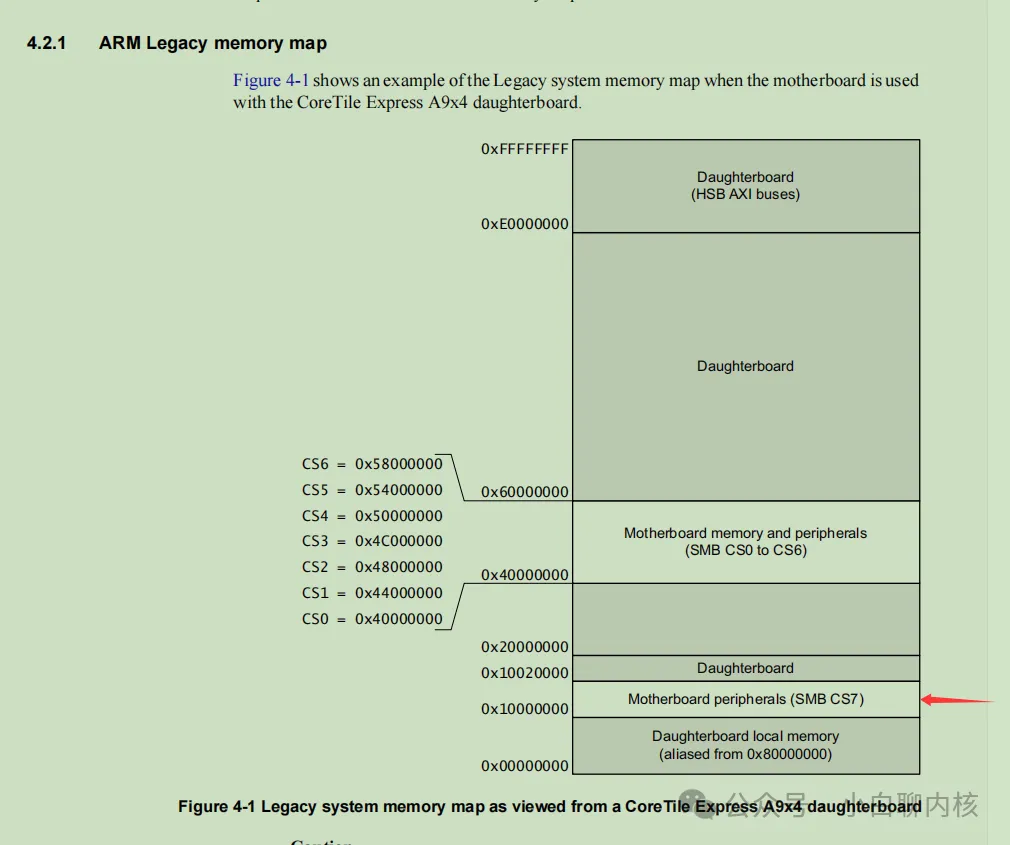 4.2.1 ARM Legacy memory map
Figure 4-1 shows an example of the Legacy system memory map when the motherboard is used
with the CoreTile Express A9x4 daughterboard.
0xFFFFFFFF
Daughterboard
(HSB AXI buses)
0xE0000000
Daughterboard
CS6 = 0x58000000
CS5 = 0x54000000
CS4 = 0x50000000
CS3 = 0x4C000000
CS2 = 0x48000000
CS1 = 0x44000000
CS0 = 0x40000000
0x60000000
Motherboard memory and peripherals
(SMB CS0 to CS6)
0x40000000
0x20000000
Daughterboard
0x10020000
Motherboard peripherals (SMB CS7)
0x10000000
Daughterboard local memory
(aliased from 0x80000000)
0x00000000
Figure 4-1 Legacy system memory map as viewed from a CoreTile Express A9x4 daughterboard
公众号 小白聊内核